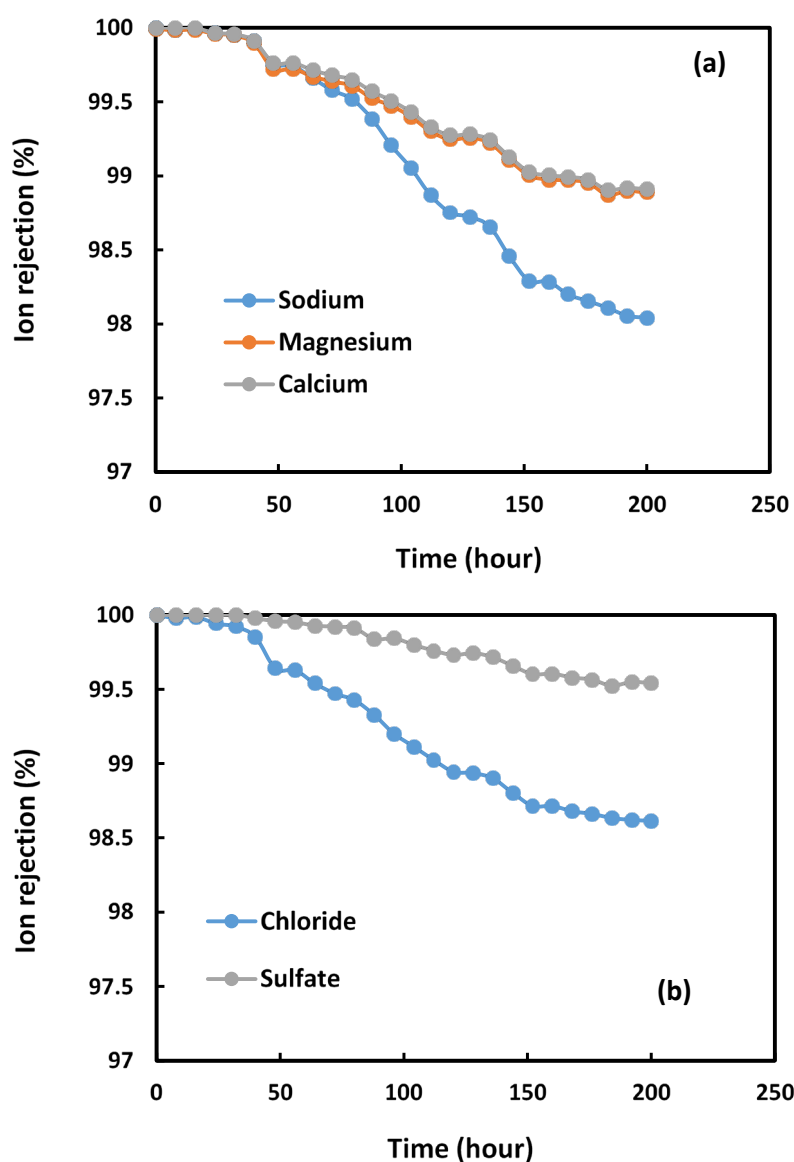 100
(a)
99.5
99
98.5
98
97.5
97
Ion rejection (%)
Sodium
Magnesium
Calcium
0 50 100 150 200 250
Time (hour)
100
99.5
99
98.5
98
97.5
97
Ion rejection (%)
Chloride
Sulfate
(b)
0 50 100 150 200 250
Time (hour)